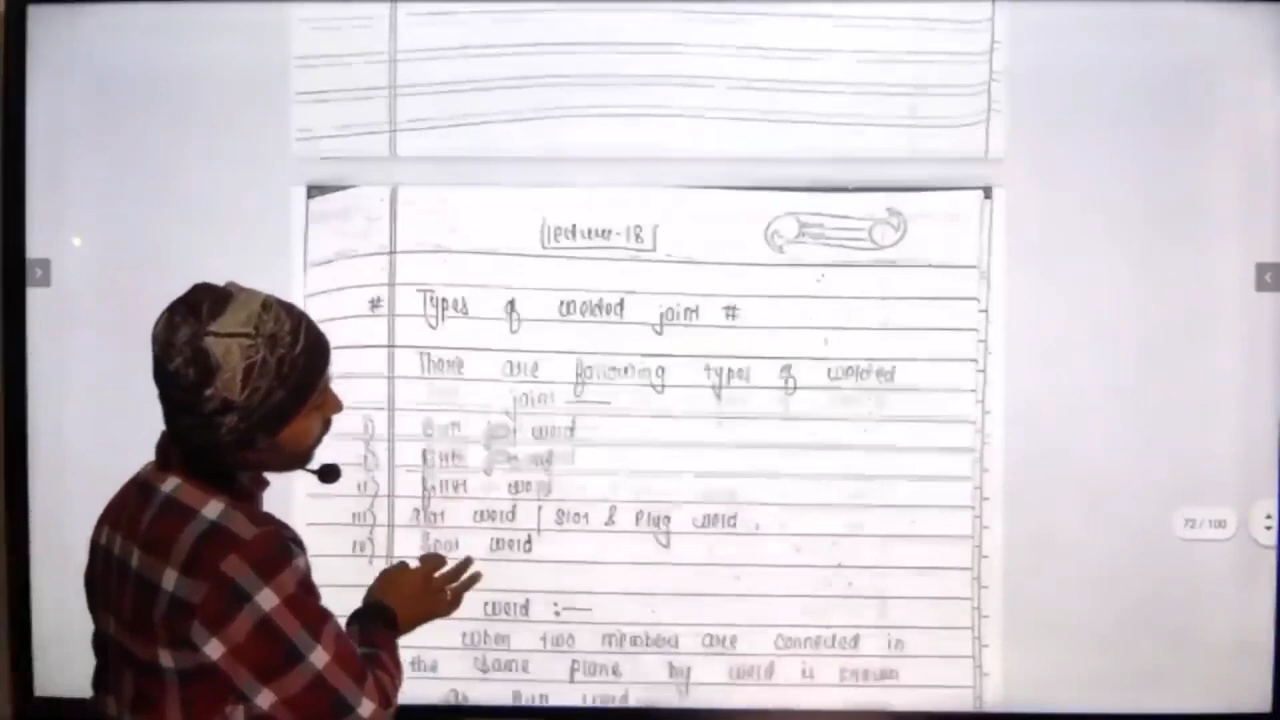 Lecture-18
# Types of welded joint #
There are following types of welded
joint
i) weld
ii) fillet weld
iii) Slot weld / Slot & Plug weld.
iv) Spot weld
weld :-
When two members are connected in
the same plane by weld is known
as Butt weld
72 / 100